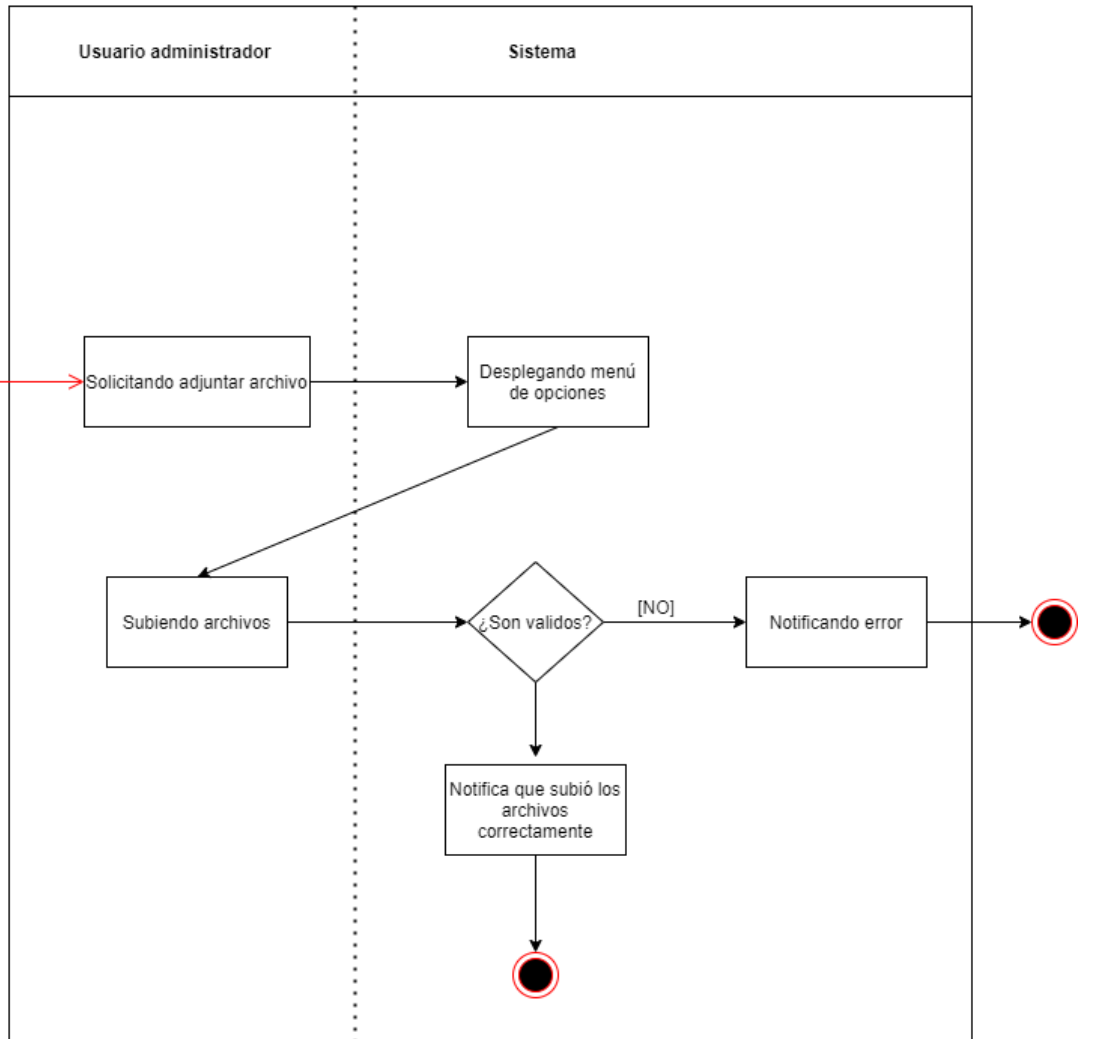 Usuario administrador
Sistema
Solicitando adjuntar archivo
Desplegando menú
de opciones
Subiendo archivos
¿Son validos?
[NO]
Notificando error
Notifica que subió los
archivos
correctamente